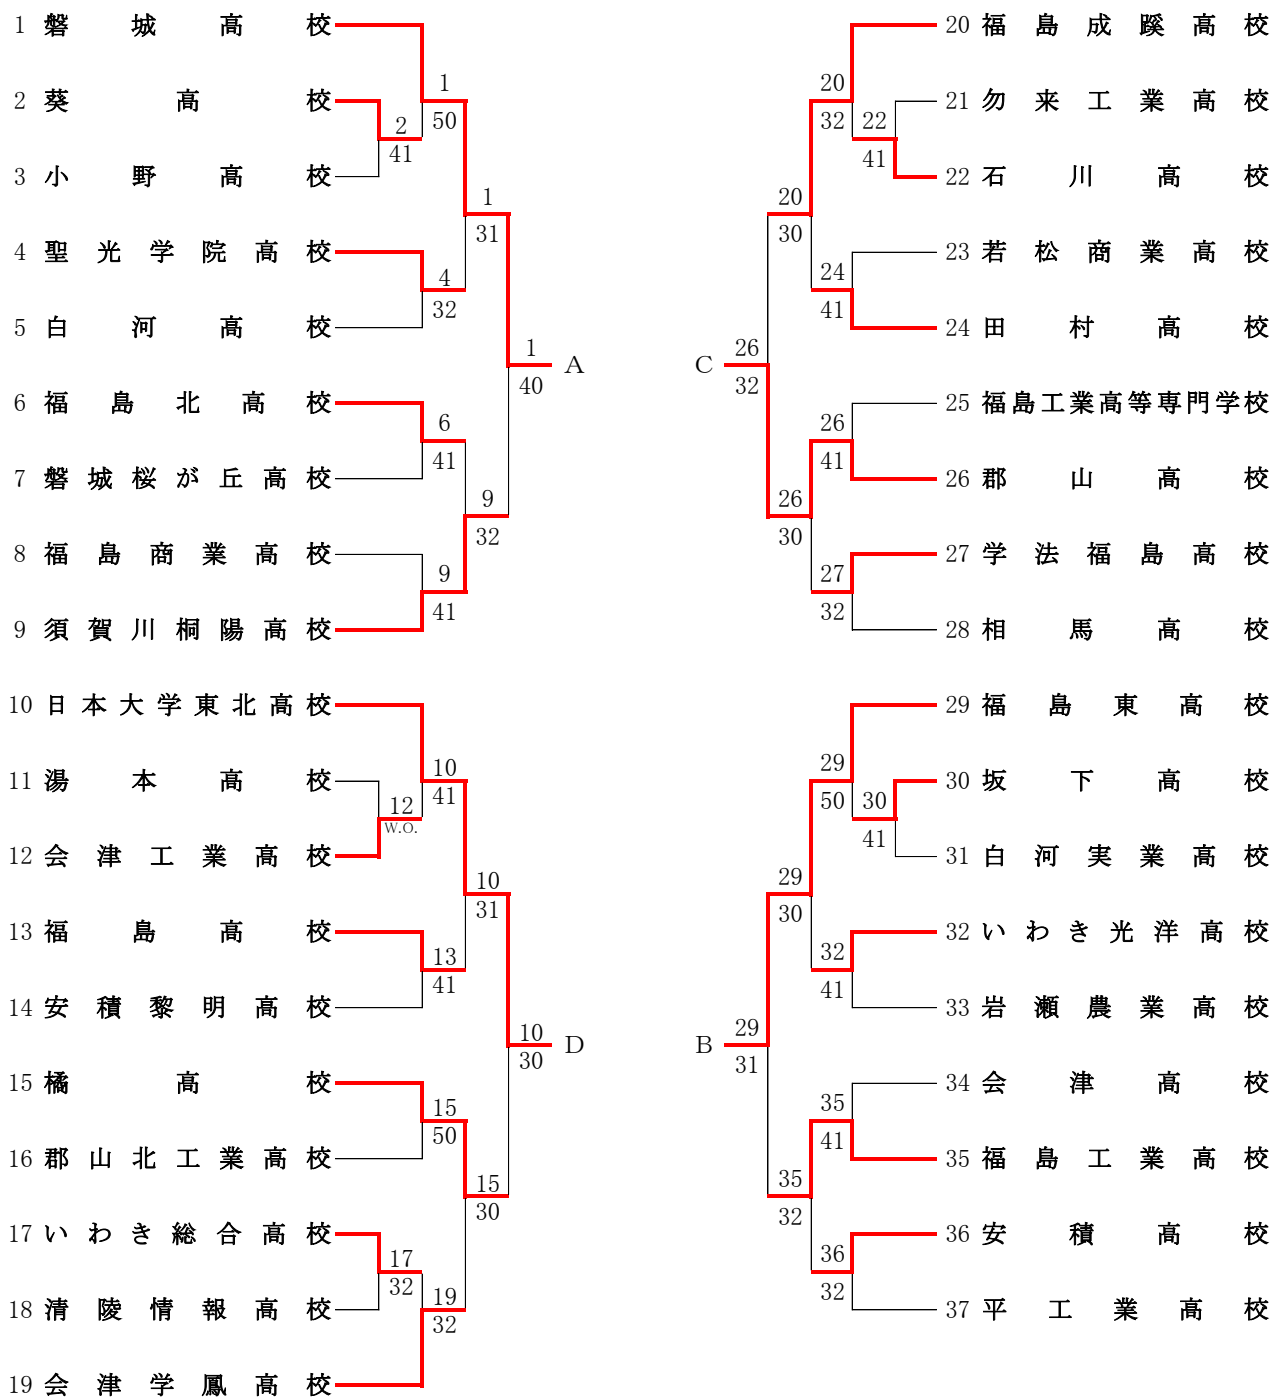 1 磐城高校
1
2 葵高校
50
2
41
3 小野高校
1
31
4 聖光学院高校
4
32
5 白河高校
1
A
40
6 福島北高校
6
41
7 磐城桜が丘高校
9
32
8 福島商業高校
9
41
9 須賀川桐陽高校
10 日本大学東北高校
10
11 湯本高校
41
12
W.O.
12 会津工業高校
10
31
13 福島高校
13
41
14 安積黎明高校
10
D
30
15 橘高校
15
50
16 郡山北工業高校
15
30
17 いわき総合高校
17
32
18 清陵情報高校
19
32
19 会津学鳳高校
20 福島成蹊高校
20
21 勿来工業高校
32
22
41
22 石川高校
20
30
23 若松商業高校
24
41
24 田村高校
26
C
32
25 福島工業高等専門学校
26
41
26 郡山高校
26
30
27 学法福島高校
27
32
28 相馬高校
29 福島東高校
29
30 坂下高校
50
30
41
31 白河実業高校
29
30
32 いわき光洋高校
32
41
33 岩瀬農業高校
29
B
31
34 会津高校
35
41
35 福島工業高校
35
32
36 安積高校
36
32
37 平工業高校